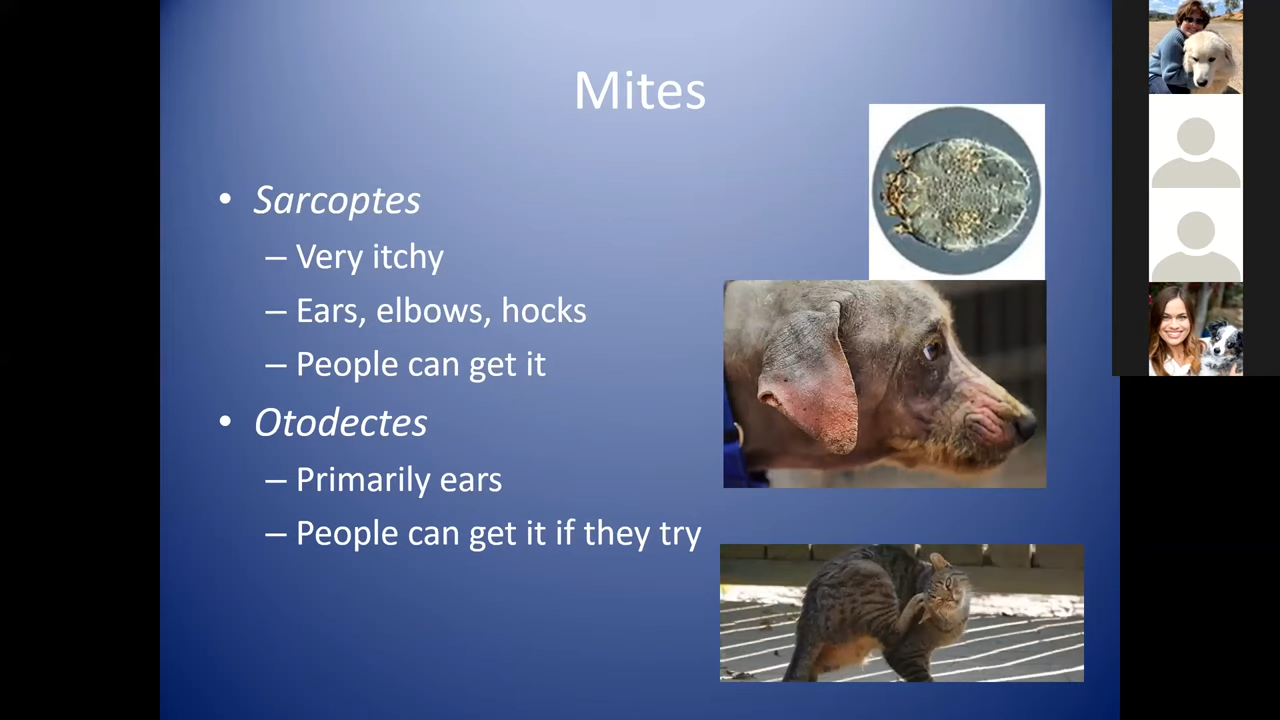 Mites
• Sarcoptes
– Very itchy
– Ears, elbows, hocks
– People can get it
• Otodectes
– Primarily ears
– People can get it if they try